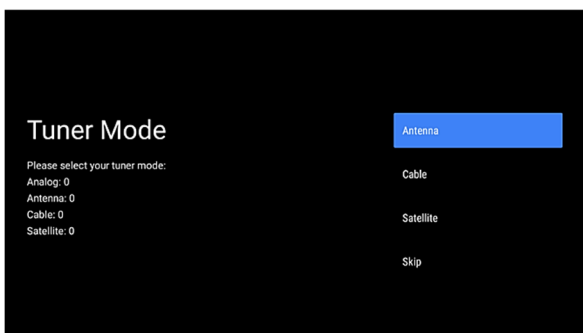 Tuner Mode
Please select your tuner mode:
Analog: 0
Antenna: 0
Cable: 0
Satellite: 0
Antenna
Cable
Satellite
Skip